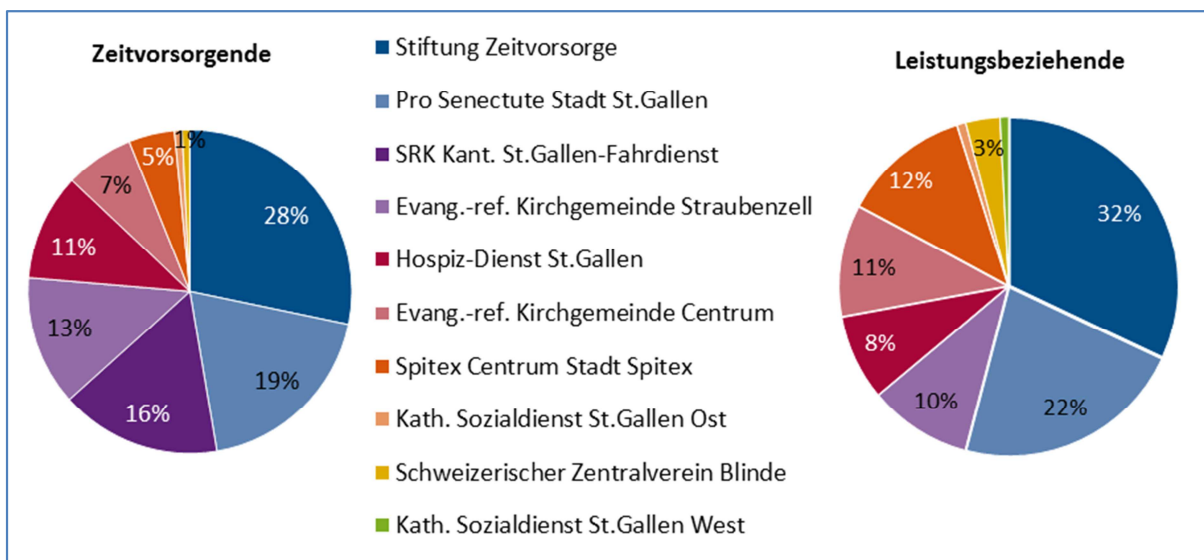 Zeitvorsorgende
28%
19%
16%
13%
11%
7%
5%
1%
Stiftung Zeitvorsorge
Pro Senectute Stadt St.Gallen
SRK Kant. St.Gallen-Fahrdienst
Evang.-ref. Kirchgemeinde Straubenzell
Hospiz-Dienst St.Gallen
Evang.-ref. Kirchgemeinde Centrum
Spitex Centrum Stadt Spitex
Kath. Sozialdienst St.Gallen Ost
Schweizerischer Zentralverein Blinde
Kath. Sozialdienst St.Gallen West
Leistungsbeziehende
32%
22%
10%
8%
11%
12%
3%